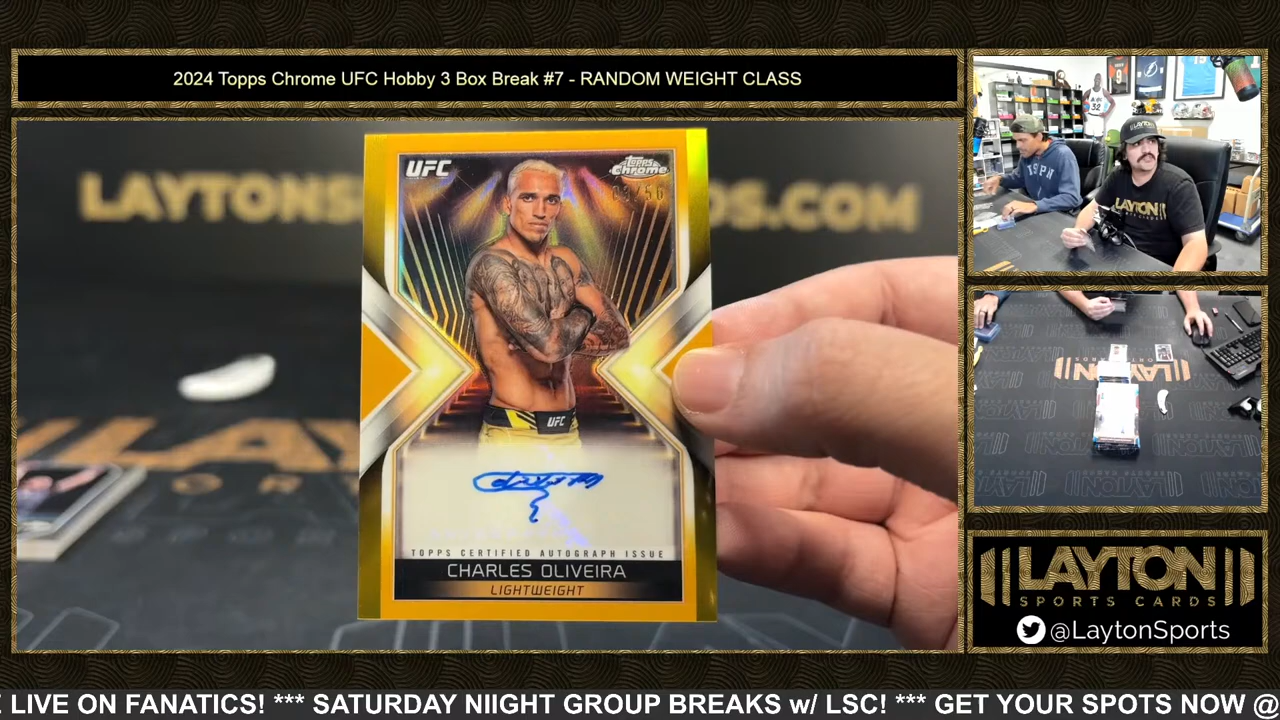 2024 Topps Chrome UFC Hobby 3 Box Break #7 - RANDOM WEIGHT CLASS
LAYTONS
DS.COM
UFC
Topps
Chrome
/50
UFC
TOPPS CERTIFIED AUTOGRAPH ISSUE
CHARLES OLIVEIRA
LIGHTWEIGHT
LAYTON
LAYTON
SPORTS CARDS
@LaytonSports
LIVE ON FANATICS! *** SATURDAY NIIGHT GROUP BREAKS w/ LSC! *** GET YOUR SPOTS NOW @